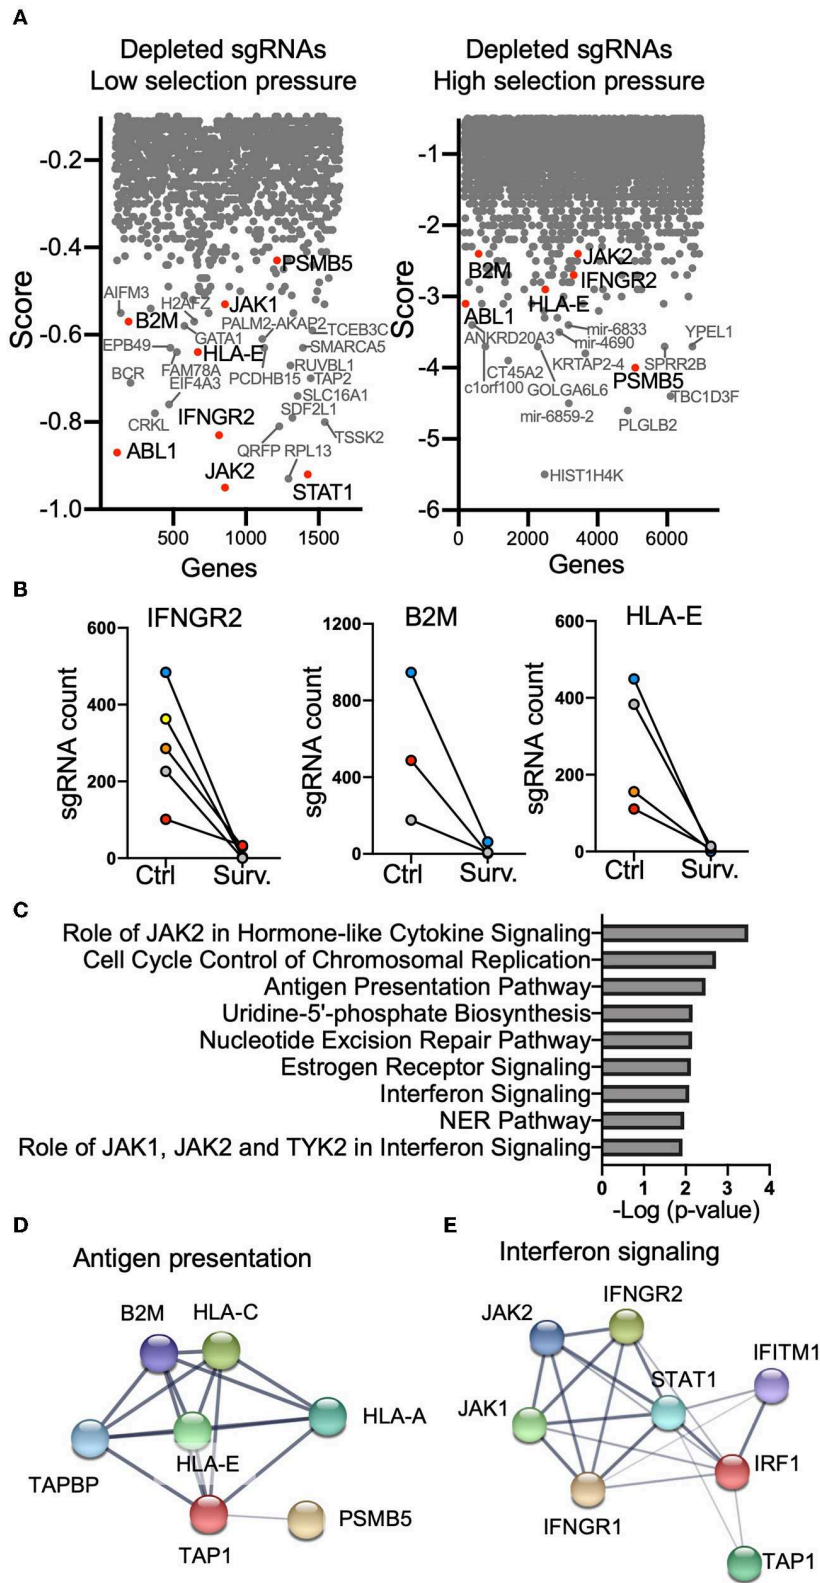 A
Depleted sgRNAs
Low selection pressure
Score
-0.2
-0.4
-0.6
-0.8
-1.0
500
1000
1500
Genes
PSMB5
AIFM3
H2AFZ
JAK1
B2M
PALM2-AKAP2
TCEB3C
GATA1
EPB49
HLA-E
SMARCA5
FAM78A
RUVBL1
BCR
EIF4A3
PCDHB15
TAP2
SLC16A1
CRKL
IFNGR2
SDF2L1
TSSK2
ABL1
QRFP
RPL13
JAK2
STAT1
Depleted sgRNAs
High selection pressure
Score
-1
-2
-3
-4
-5
-6
0
2000
4000
6000
Genes
JAK2
B2M
IFNGR2
HLA-E
ABL1
mir-6833
YPEL1
ANKRD20A3
mir-4690
CT45A2
KRTAP2-4
SPRR2B
c1orf100
GOLGA6L6
PSMB5
TBC1D3F
mir-6859-2
PLGLB2
HIST1H4K
B
IFNGR2
sgRNA count
600
400
200
0
Ctrl
Surv.
B2M
sgRNA count
1200
800
400
0
Ctrl
Surv.
HLA-E
sgRNA count
600
400
200
0
Ctrl
Surv.
C
Role of JAK2 in Hormone-like Cytokine Signaling
Cell Cycle Control of Chromosomal Replication
Antigen Presentation Pathway
Uridine-5'-phosphate Biosynthesis
Nucleotide Excision Repair Pathway
Estrogen Receptor Signaling
Interferon Signaling
NER Pathway
Role of JAK1, JAK2 and TYK2 in Interferon Signaling
0
1
2
3
4
-Log (p-value)
D
Antigen presentation
B2M
HLA-C
HLA-A
HLA-E
TAPBP
PSMB5
TAP1
E
Interferon signaling
IFNGR2
JAK2
IFITM1
STAT1
JAK1
IRF1
IFNGR1
TAP1